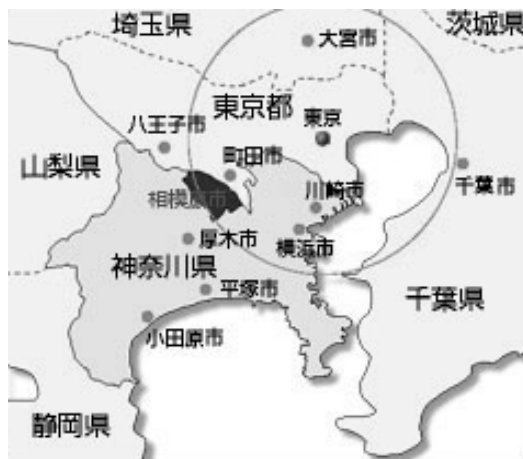 埼玉県
大宮市
茨城県
東京都
東京
八王子市
町田市
山梨県
千葉市
相模原市
川崎市
厚木市
横浜市
神奈川県
平塚市
千葉県
小田原市
静岡県